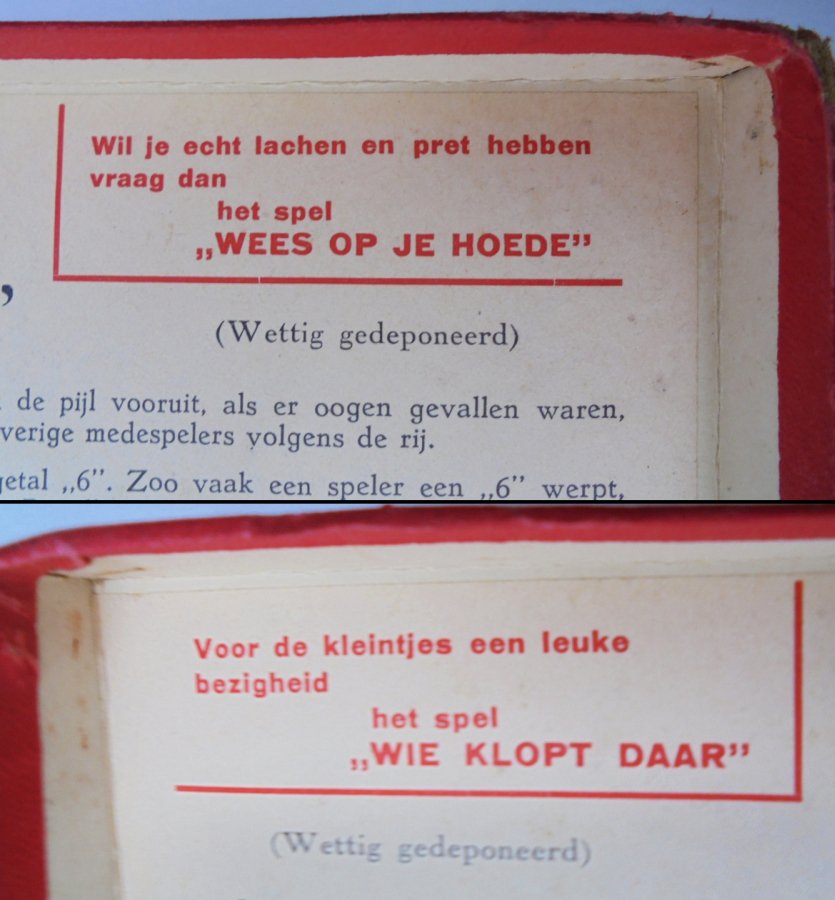 Wil je echt lachen en pret hebben
vraag dan
het spel
„WEES OP JE HOEDE”
(Wettig gedeponeerd)
de pijl vooruit, als er oogen gevallen waren,
verige medespelers volgens de rij.
getal „6”. Zoo vaak een speler een „6” werpt,
Voor de kleintjes een leuke
bezigheid
het spel
„WIE KLOPT DAAR”
(Wettig gedeponeerd)